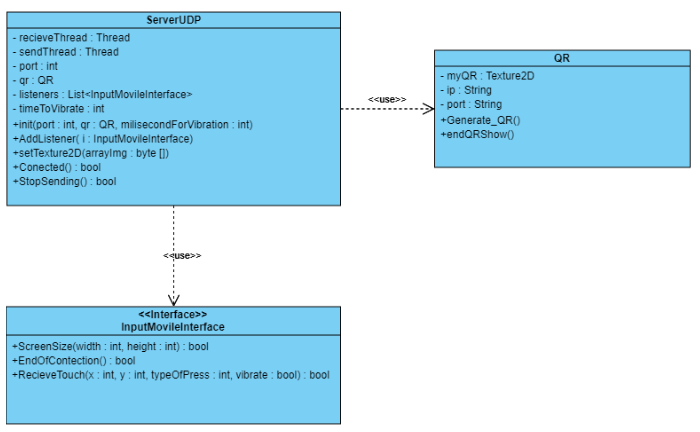 ServerUDP
- recieveThread : Thread
- sendThread : Thread
- port : int
- qr : QR
- listeners : List<InputMovileInterface>
- timeToVibrate : int
+init(port : int, qr : QR, milisecondForVibration : int)
+AddListener( i : InputMovileInterface)
+setTexture2D(arrayImg : byte [])
+Conected() : bool
+StopSending() : bool
<<use>>
QR
- myQR : Texture2D
- ip : String
- port : String
+Generate_QR()
+endQRShow()
<<use>>
<<Interface>>
InputMovileInterface
+ScreenSize(width : int, height : int) : bool
+EndOfContection() : bool
+RecieveTouch(x : int, y : int, typeOfPress : int, vibrate : bool) : bool